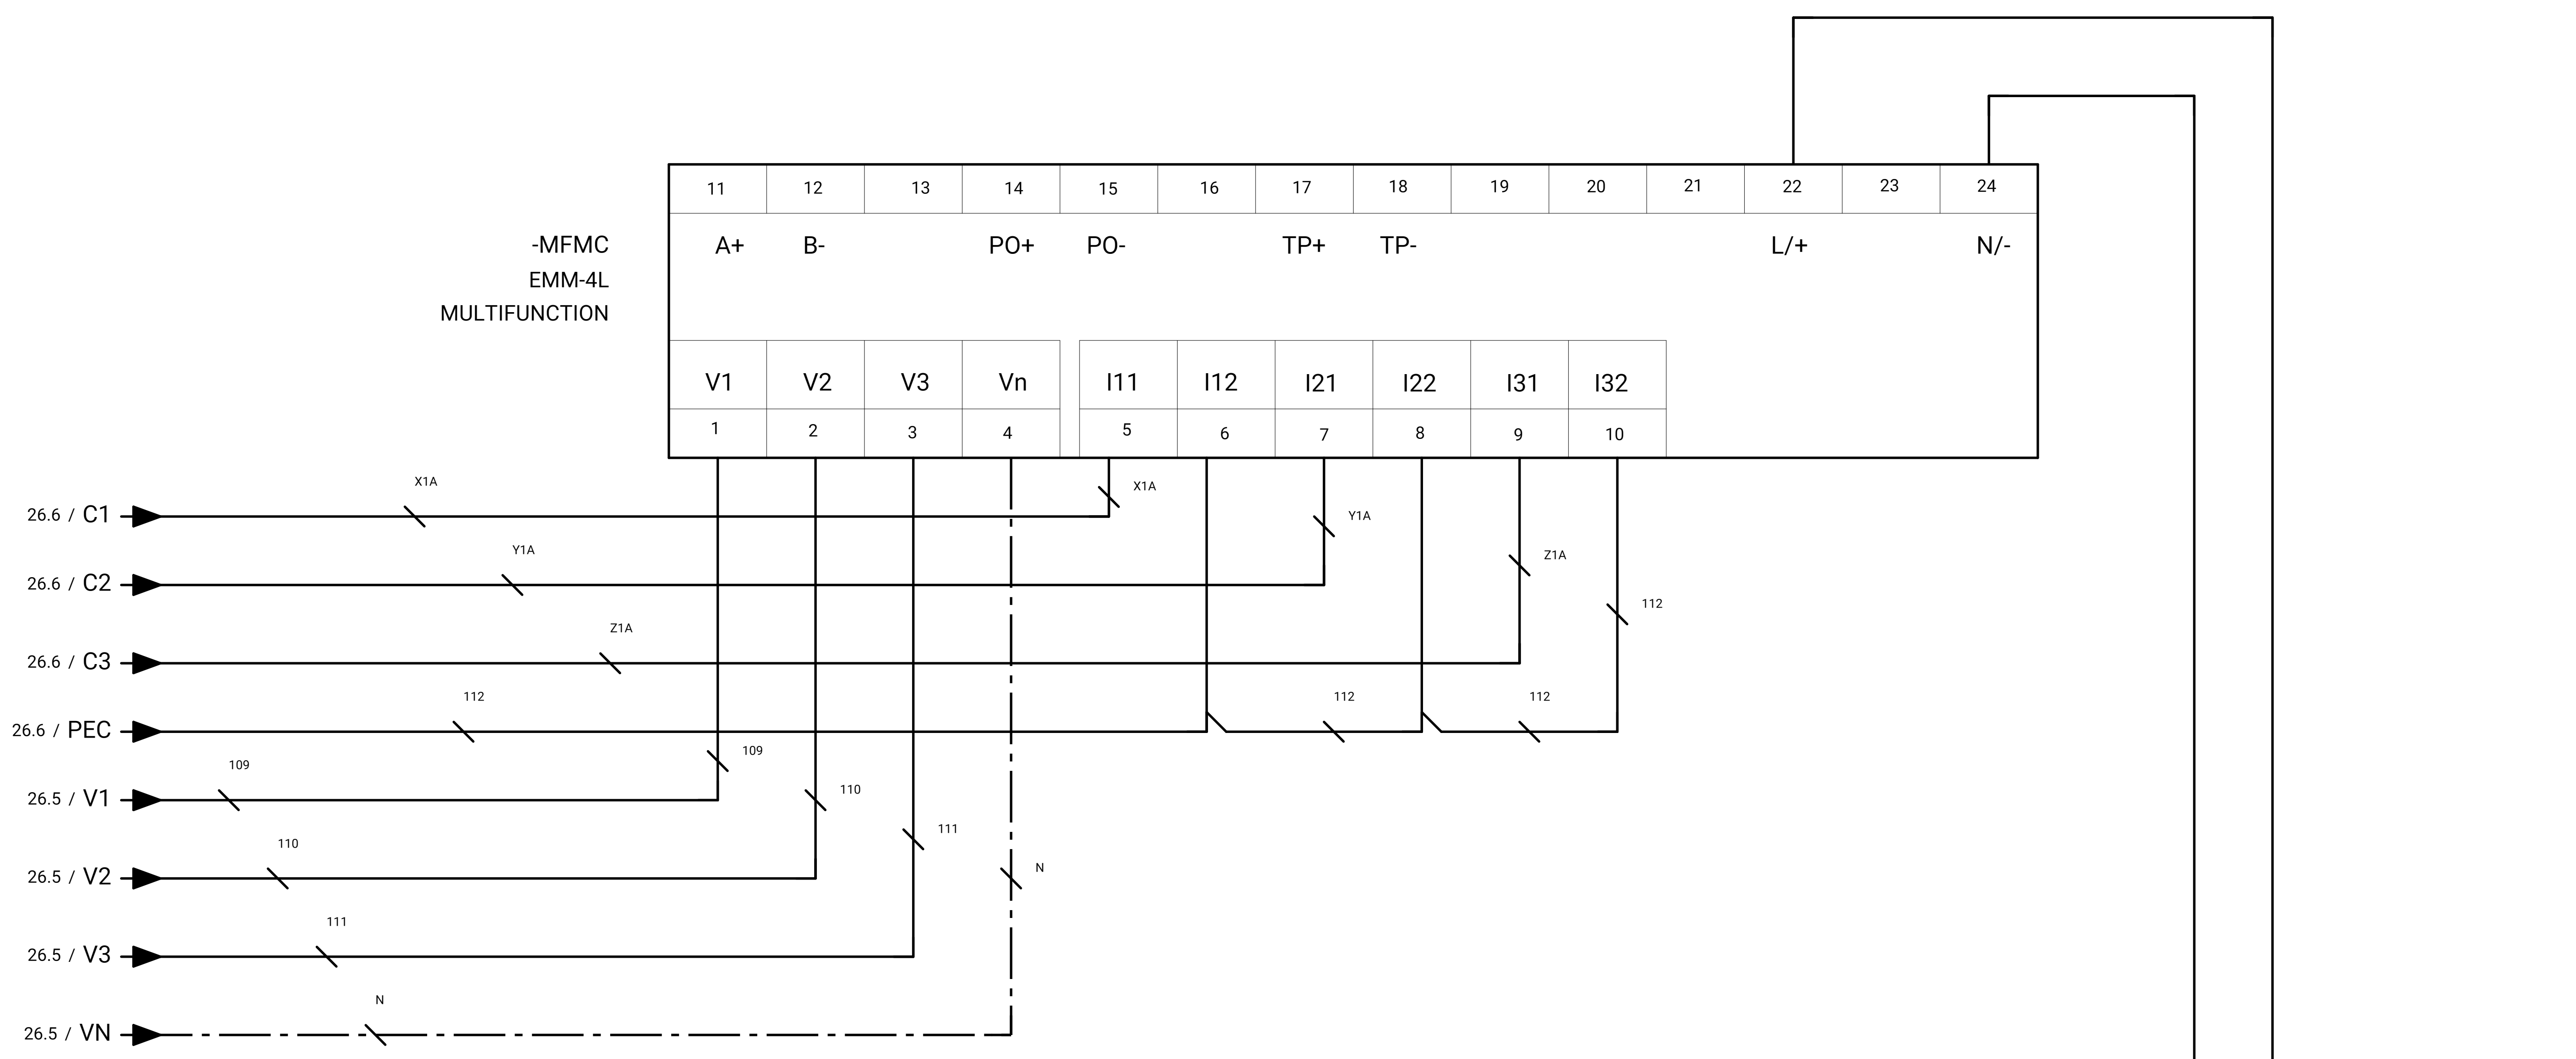 11 12 13 14 15 16 17 18 19 20 21 22 23 24
-MFMC
A+ B- PO+ PO- TP+ TP- L/+ N/-
EMM-4L
MULTIFUNCTION
V1 V2 V3 Vn I11 I12 I21 I22 I31 I32
1 2 3 4 5 6 7 8 9 10
X1A
X1A
26.6 / C1
Y1A
Y1A
Z1A
26.6 / C2
112
Z1A
26.6 / C3
112
112
112
26.6 / PEC
109
109
26.5 / V1
110
111
110
N
26.5 / V2
111
26.5 / V3
N
26.5 / VN